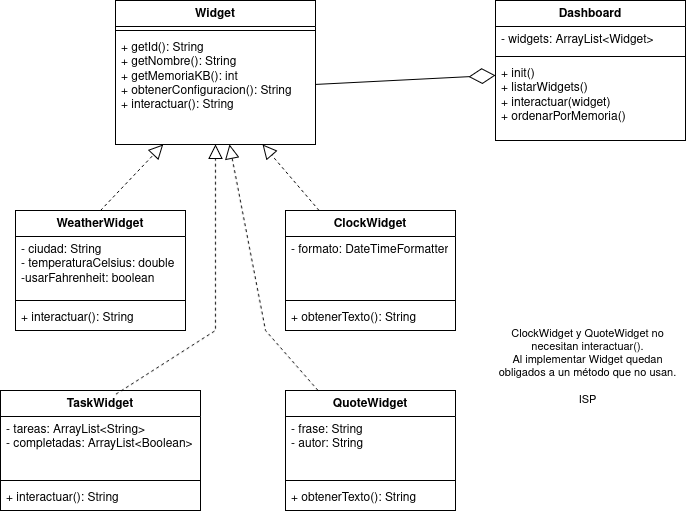 Widget
+ getId(): String
+ getNombre(): String
+ getMemoriaKB(): int
+ obtenerConfiguracion(): String
+ interactuar(): String
Dashboard
- widgets: ArrayList<Widget>
+ init()
+ listarWidgets()
+ interactuar(widget)
+ ordenarPorMemoria()
WeatherWidget
- ciudad: String
- temperaturaCelsius: double
-usarFahrenheit: boolean
+ interactuar(): String
ClockWidget
- formato: DateTimeFormatter
+ obtenerTexto(): String
ClockWidget y QuoteWidget no
necesitan interactuar().
Al implementar Widget quedan
obligados a un método que no usan.
ISP
TaskWidget
- tareas: ArrayList<String>
- completadas: ArrayList<Boolean>
+ interactuar(): String
QuoteWidget
- frase: String
- autor: String
+ obtenerTexto(): String